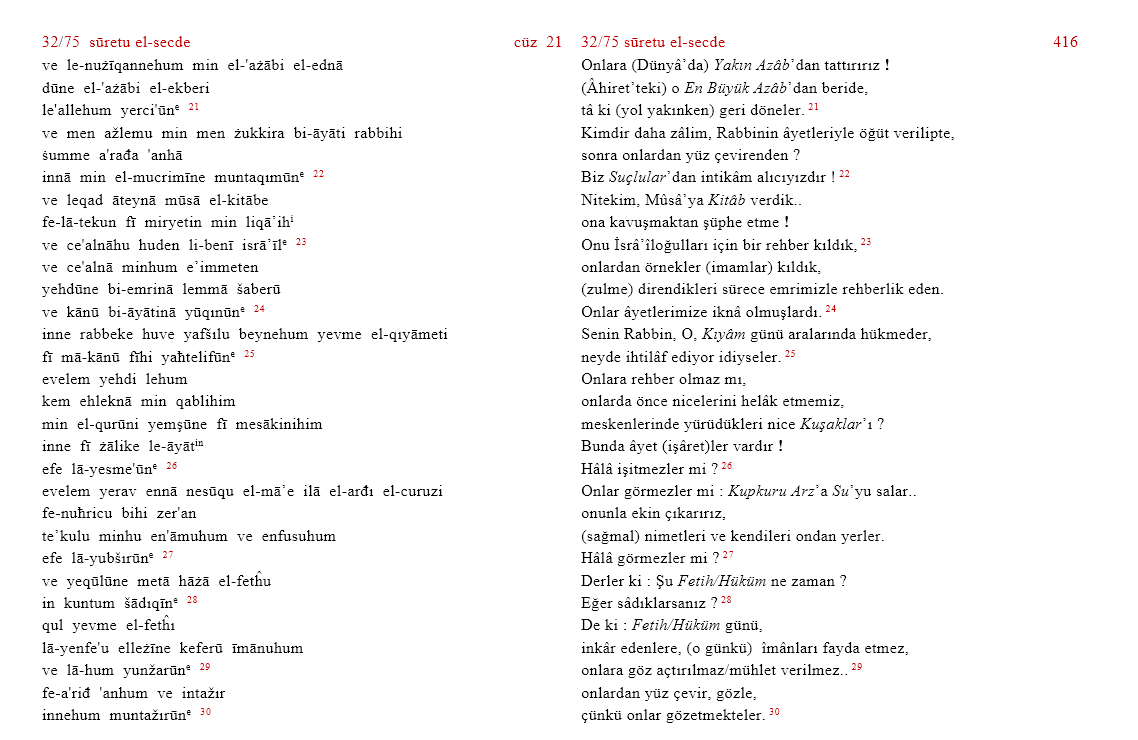 32/75 sūretu el-secde cüz 21
ve le-nużīqannehum min el-'ażābi el-ednā
dūne el-'ażābi el-ekberi
le'allehum yerci'ūnᵉ 21
ve men ažlemu min men żukkira bi-āyāti rabbihi
ṡumme a'rađa 'anhā
innā min el-mucrimīne muntaqımūnᵉ 22
ve leqad āteynā mūsā el-kitābe
fe-lā-tekun fī miryetin min liqā’ihⁱ
ve ce'alnāhu huden li-benī isrā’īlᵉ 23
ve ce'alnā minhum e’immeten
yehdūne bi-emrinā lemmā šaberū
ve kānū bi-āyātinā yūqınūnᵉ 24
inne rabbeke huve yafšılu beynehum yevme el-qıyāmeti
fī mā-kānū fīhi yaħtelifūnᵉ 25
evelem yehdi lehum
kem ehleknā min qablihim
min el-qurūni yemşūne fī mesākinihim
inne fī żālike le-āyātⁱⁿ
efe lā-yesme'ūnᵉ 26
evelem yerav ennā nesūqu el-mā’e ilā el-arđı el-curuzi
fe-nuħricu bihi zer'an
te’kulu minhu en'āmuhum ve enfusuhum
efe lā-yubšırūnᵉ 27
ve yeqūlūne metā hāżā el-fetĥu
in kuntum šādıqīnᵉ 28
qul yevme el-fetĥı
lā-yenfe'u elleżīne keferū īmānuhum
ve lā-hum yunžarūnᵉ 29
fe-a'riđ 'anhum ve intažır
innehum muntažırūnᵉ 30
32/75 sūretu el-secde 416
Onlara (Dünyâ’da) Yakın Azâb’dan tattırırız !
(Âhiret’teki) o En Büyük Azâb’dan beride,
tâ ki (yol yakınken) geri döneler. 21
Kimdir daha zâlim, Rabbinin âyetleriyle öğüt verilipte,
sonra onlardan yüz çevirenden ?
Biz Suçlular’dan intikâm alıcıyızdır ! 22
Nitekim, Mûsâ’ya Kitâb verdik..
ona kavuşmaktan şüphe etme !
Onu İsrâ’îloğulları için bir rehber kıldık, 23
onlardan örnekler (imamlar) kıldık,
(zulme) direndikleri sürece emrimizle rehberlik eden.
Onlar âyetlerimize iknâ olmuşlardı. 24
Senin Rabbin, O, Kıyâm günü aralarında hükmeder,
neyde ihtilâf ediyor idiyseler. 25
Onlara rehber olmaz mı,
onlarda önce nicelerini helâk etmemiz,
meskenlerinde yürüdükleri nice Kuşaklar’ı ?
Bunda âyet (işâret)ler vardır !
Hâlâ işitmezler mi ? 26
Onlar görmezler mi : Kupkuru Arz’a Su’yu salar..
onunla ekin çıkarırız,
(sağmal) nimetleri ve kendileri ondan yerler.
Hâlâ görmezler mi ? 27
Derler ki : Şu Fetih/Hüküm ne zaman ?
Eğer sâdıklarsanız ? 28
De ki : Fetih/Hüküm günü,
inkâr edenlere, (o günkü) îmânları fayda etmez,
onlara göz açtırılmaz/mühlet verilmez.. 29
onlardan yüz çevir, gözle,
çünkü onlar gözetmekteler. 30